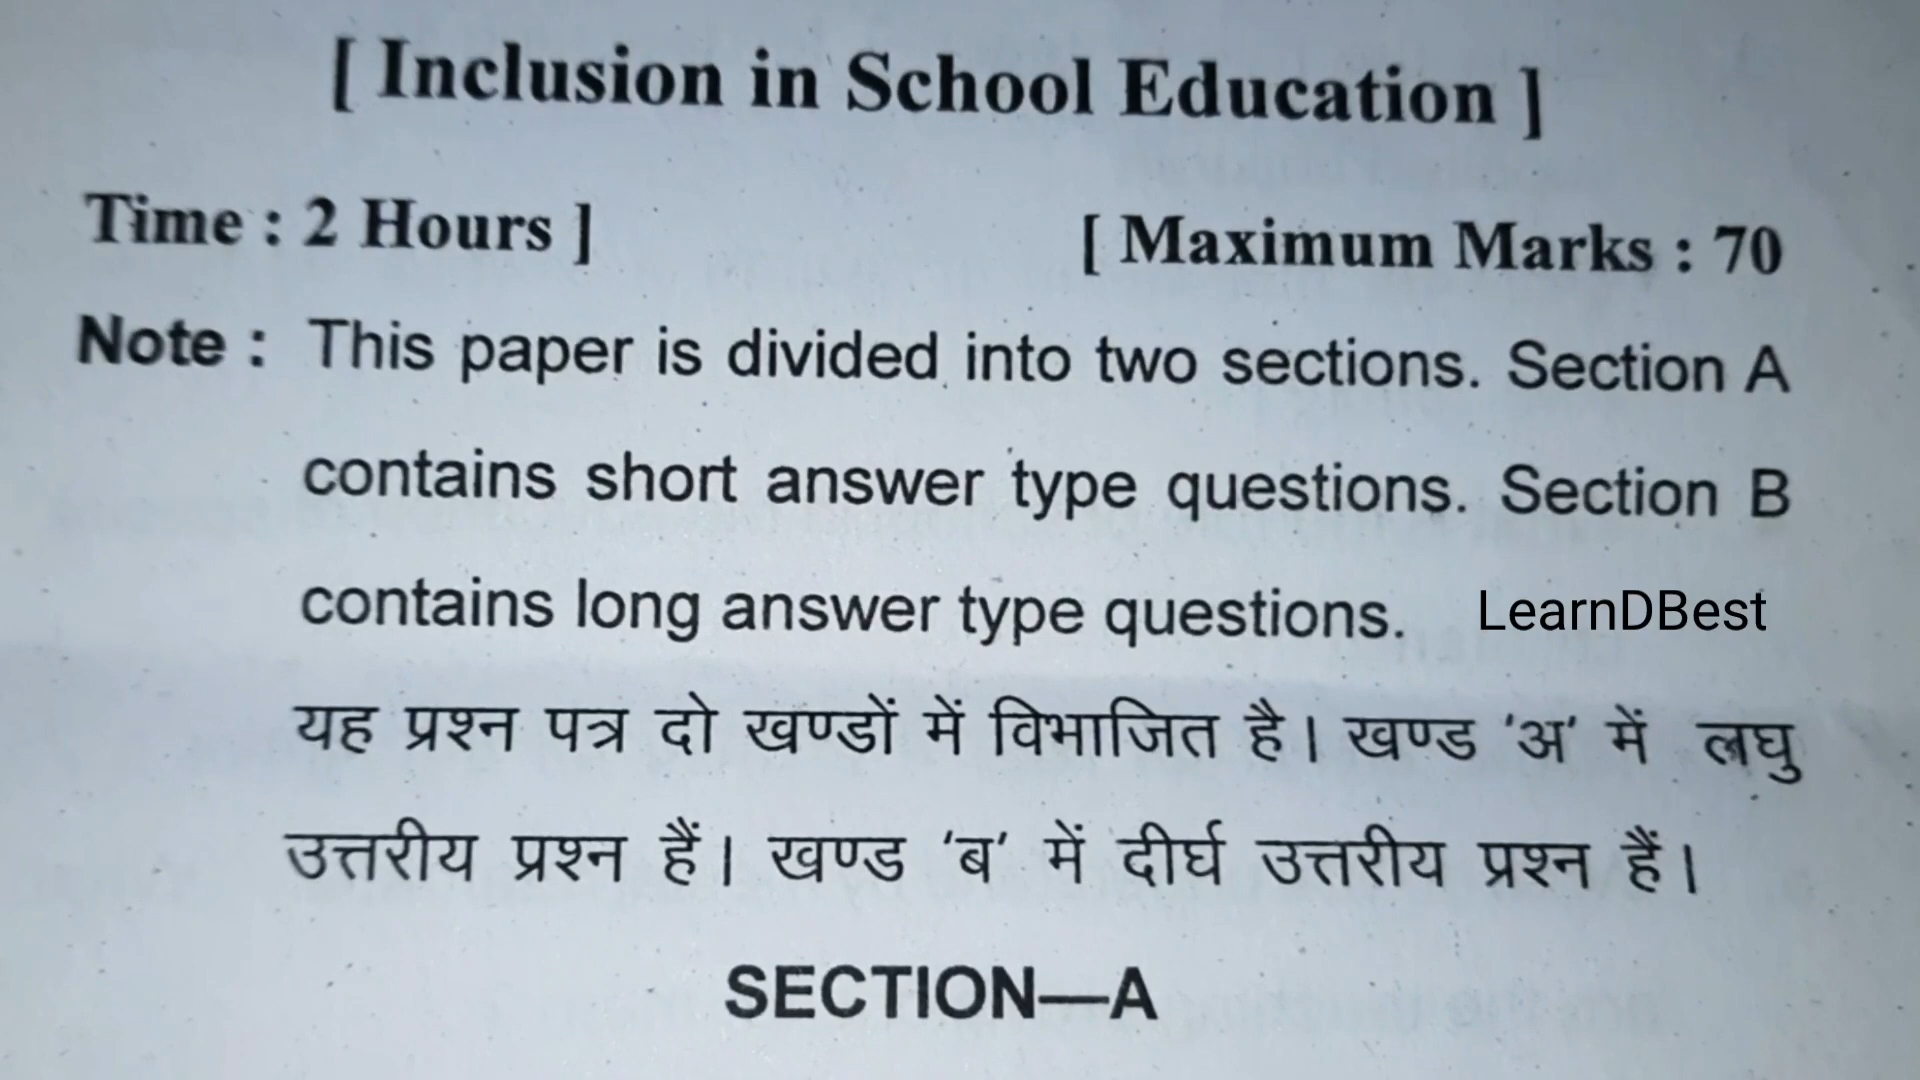 [ Inclusion in School Education ]
Time : 2 Hours ] [ Maximum Marks : 70
Note : This paper is divided into two sections. Section A
contains short answer type questions. Section B
contains long answer type questions. LearnDBest
यह प्रश्न पत्र दो खण्डों में विभाजित है। खण्ड 'अ' में लघु
उत्तरीय प्रश्न हैं। खण्ड 'ब' में दीर्घ उत्तरीय प्रश्न हैं।
SECTION—A